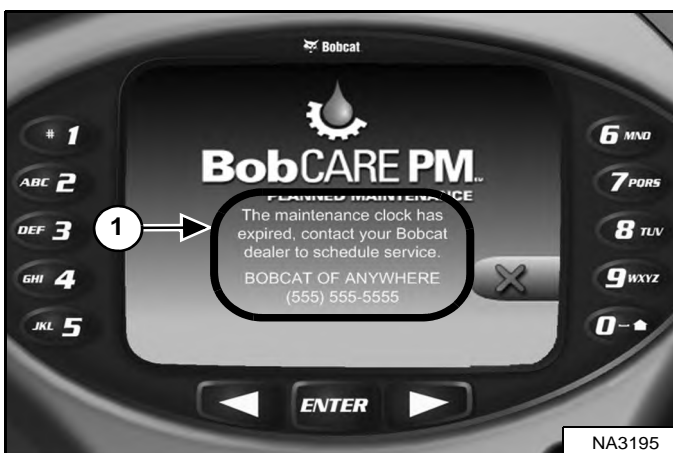 Bobcat
# 1
ABC 2
DEF 3
GHI 4
JKL 5
BobCARE PM™
PLANNED MAINTENANCE
The maintenance clock has
expired, contact your Bobcat
dealer to schedule service.
BOBCAT OF ANYWHERE
(555) 555-5555
1
6 MNO
7 PQRS
8 TUV
9 WXYZ
0-
ENTER
NA3195